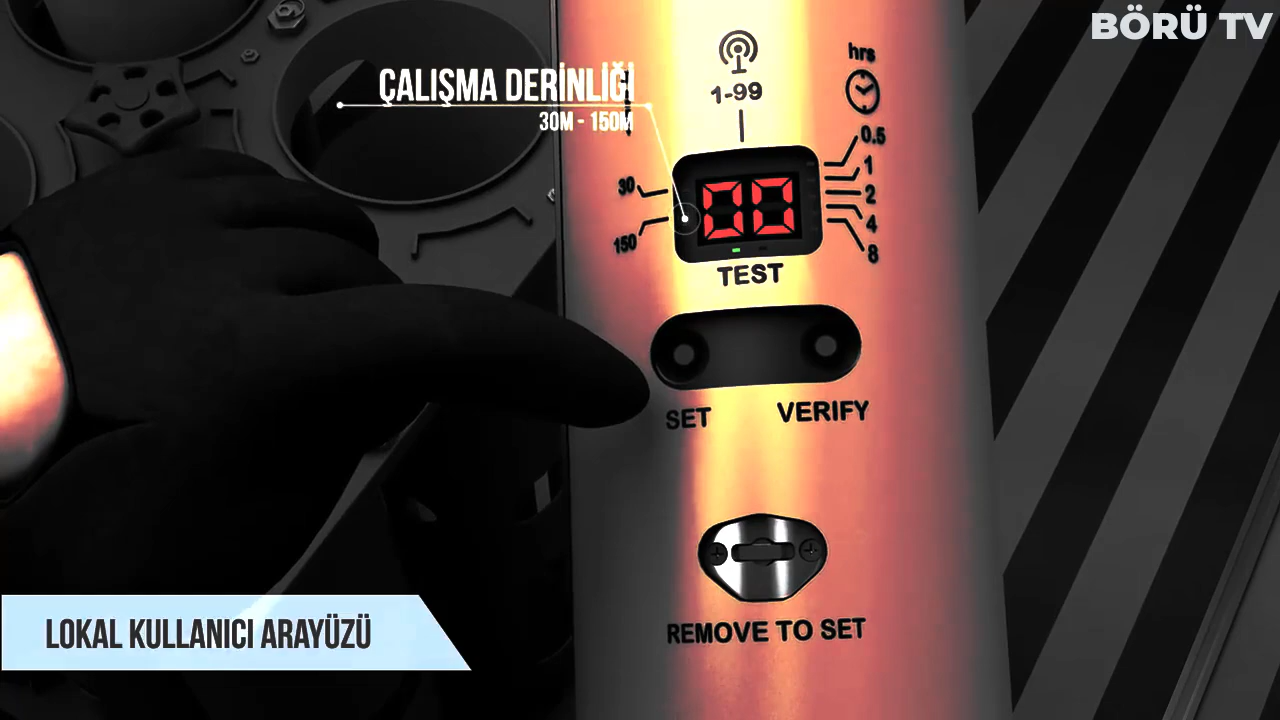 BÖRÜ TV
ÇALIŞMA DERİNLİĞİ
30M - 150M
hrs
1-99
0.5
1
2
4
8
30
150
88
TEST
SET
VERIFY
REMOVE TO SET
LOKAL KULLANICI ARAYÜZÜ